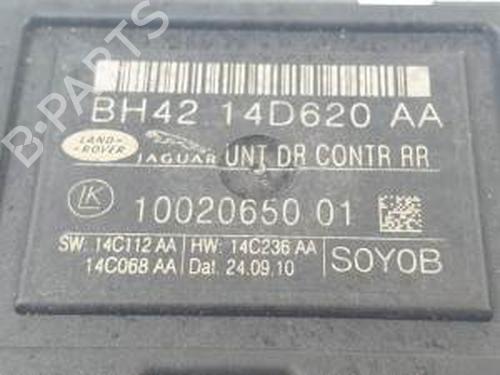 B-PARTS
BH42 14D620 AA
LAND-ROVER JAGUAR UNT DR CONTR RR
LK 10020650 01
SW: 14C112 AA HW: 14C236 AA
14C068 AA Dat. 24.09.10 S0Y0B